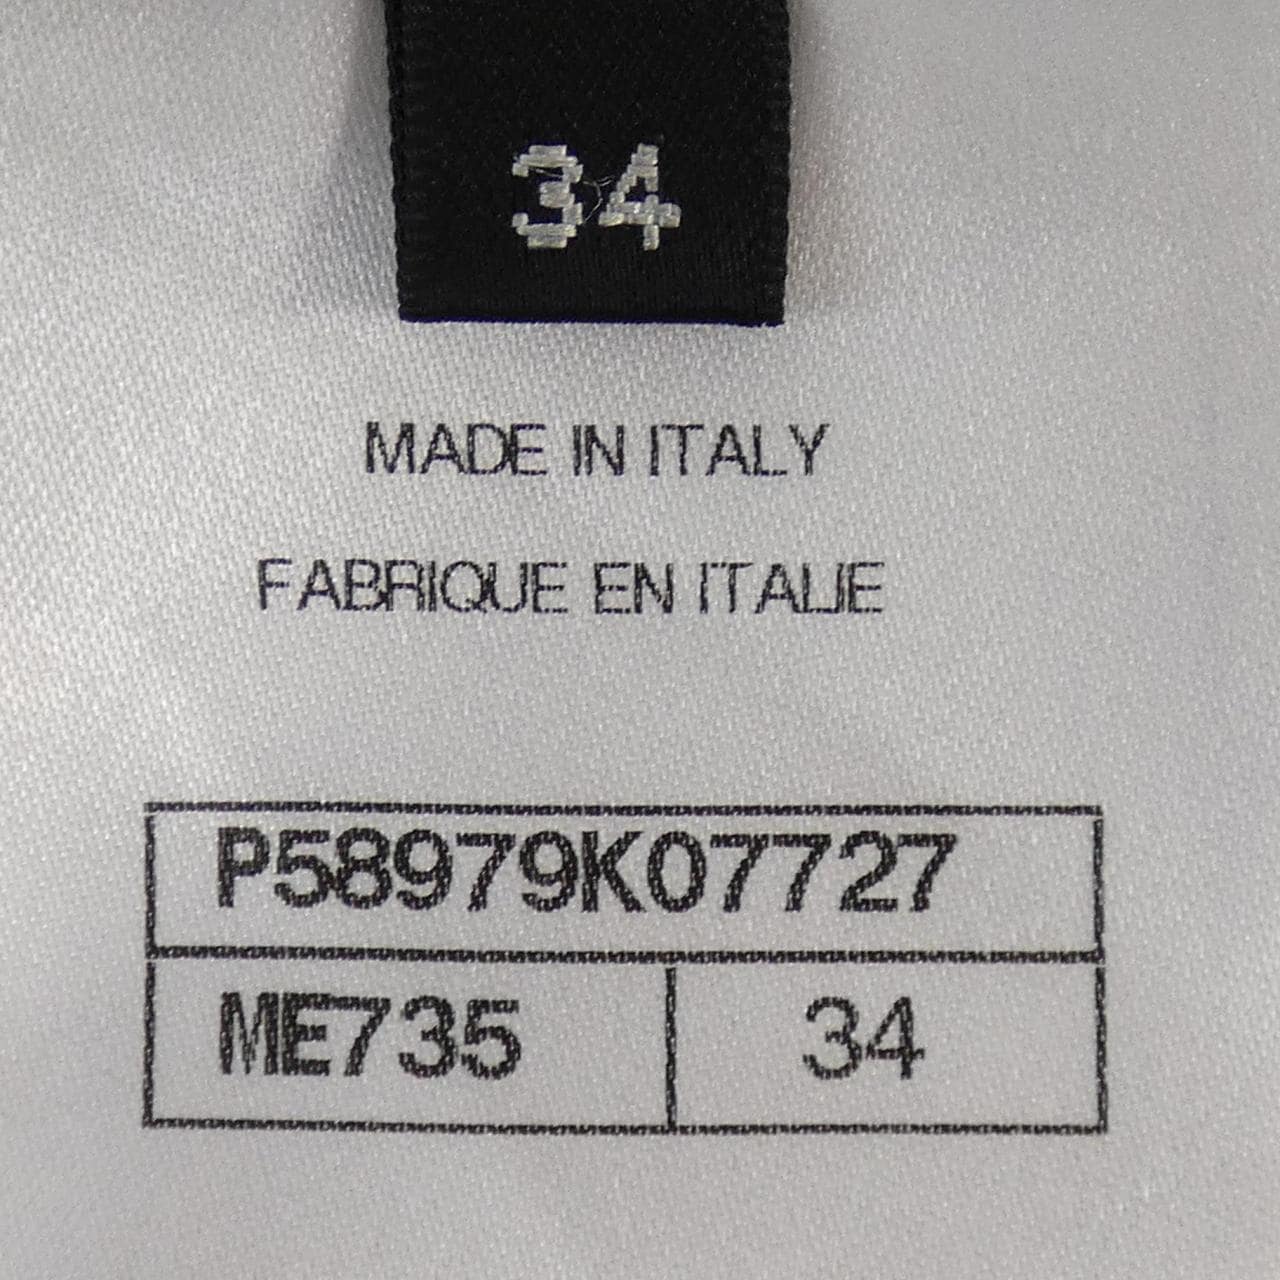 34
MADE IN ITALY
FABRIQUE EN ITALIE
P58979K07727
ME735 34